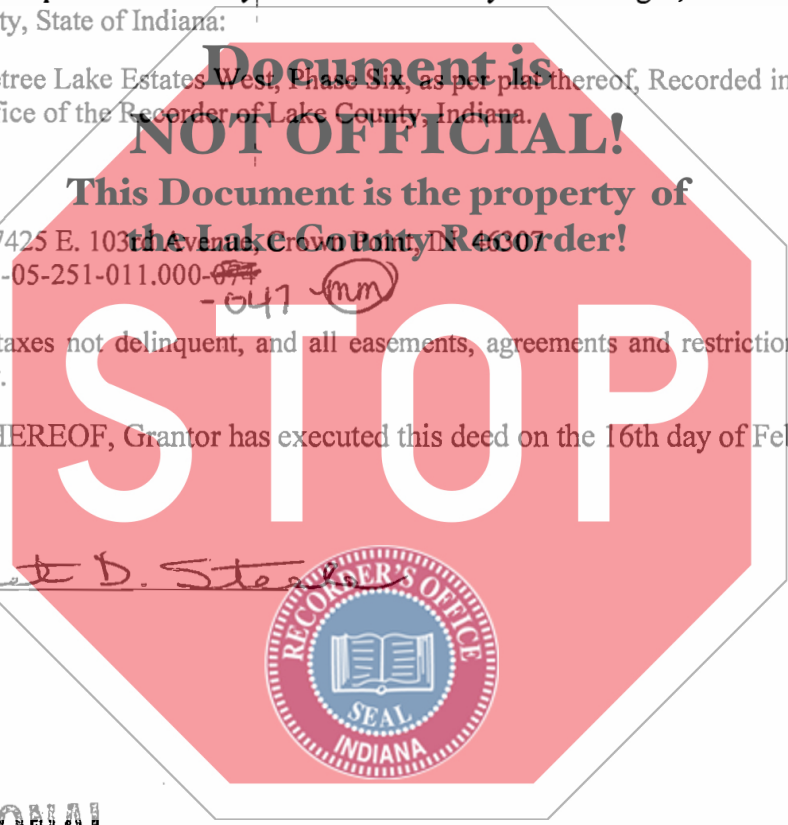 ty, State of Indiana:
Document is
tree Lake Estates West, Phase Six, as per plat thereof, Recorded in
fice of the Recorder of Lake County, Indiana.
NOT OFFICIAL!
This Document is the property of
the Lake County Recorder!
7425 E. 103rd Avenue, Crown Point, IN 46307
-05-251-011.000-074
-047 mm
STOP
taxes not delinquent, and all easements, agreements and restriction
HEREOF, Grantor has executed this deed on the 16th day of Feb
D.
RECORDER'S OFFICE
SEAL
INDIANA